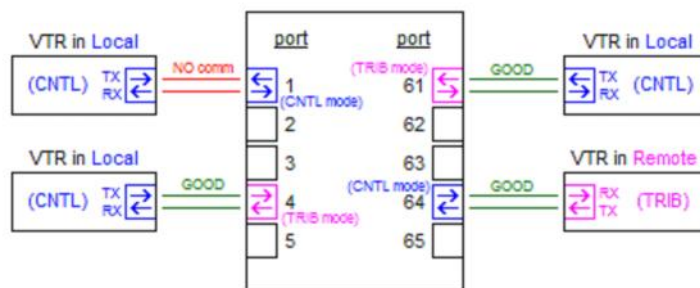 port port
VTR in Local
(CNTL) TX RX
NO comm
1
(CNTL mode)
2
3
VTR in Local
(CNTL) TX RX
GOOD
4
(TRIB mode)
5
(TRIB mode)
61
GOOD
VTR in Local
TX RX (CNTL)
62
63
(CNTL mode)
64
GOOD
VTR in Remote
RX TX (TRIB)
65